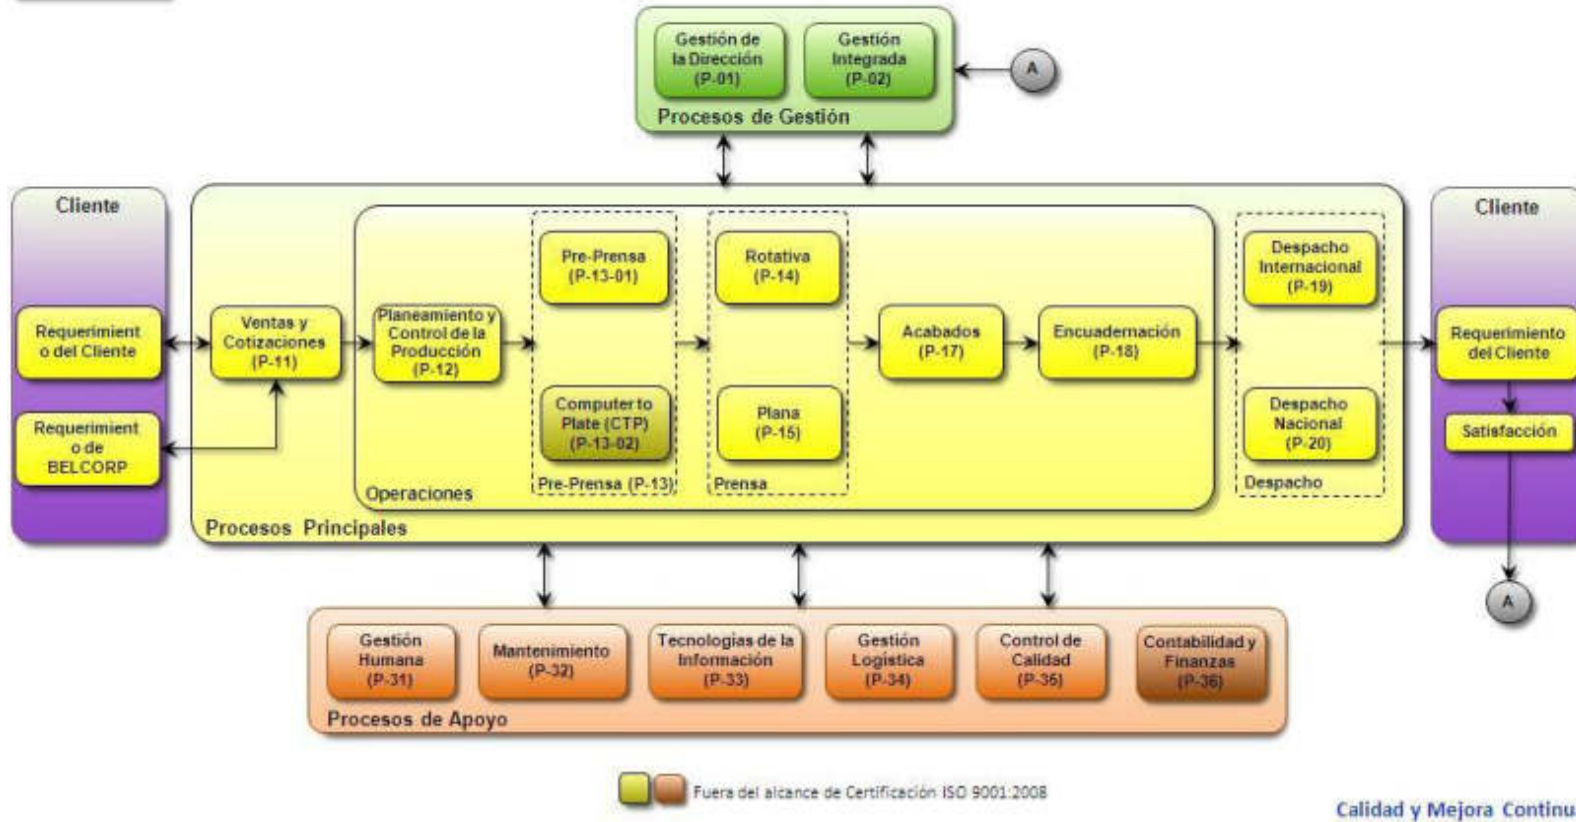 Gestión de
la Dirección
(P-01)
Gestión
Integrada
(P-02)
A
Procesos de Gestión
Cliente
Requerimient
o del Cliente
Requerimient
o de
BELCORP
Ventas y
Cotizaciones
(P-11)
Planeamiento y
Control de la
Producción
(P-12)
Pre-Prensa
(P-13-01)
Computer to
Plate (CTP)
(P-13-02)
Pre-Prensa (P-13)
Rotativa
(P-14)
Plana
(P-15)
Prensa
Acabados
(P-17)
Encuadernación
(P-18)
Operaciones
Despacho
Internacional
(P-19)
Despacho
Nacional
(P-20)
Despacho
Procesos Principales
Cliente
Requerimiento
del Cliente
Satisfacción
A
Gestión
Humana
(P-31)
Mantenimiento
(P-32)
Tecnologías de la
Información
(P-33)
Gestión
Logística
(P-34)
Control de
Calidad
(P-35)
Contabilidad y
Finanzas
(P-36)
Procesos de Apoyo
Fuera del alcance de Certificación ISO 9001:2008
Calidad y Mejora Continu